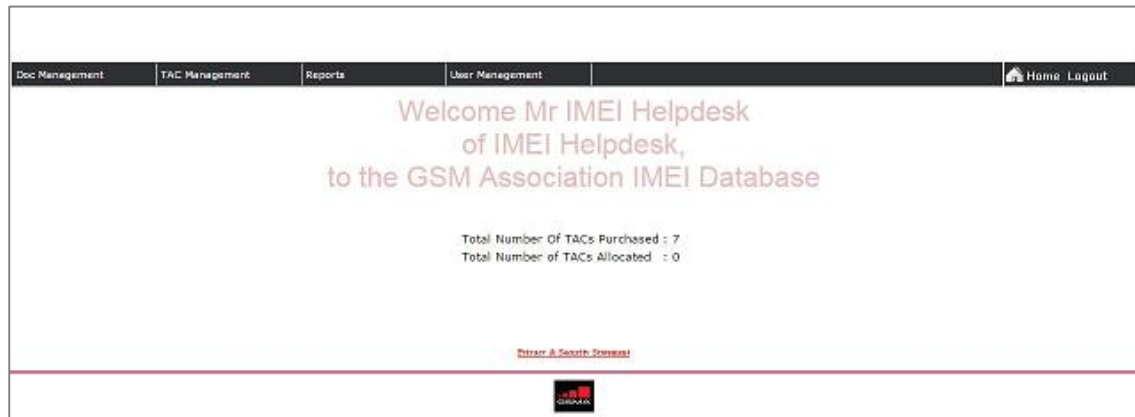 Doc Management TAC Management Reports User Management Home Logout
Welcome Mr IMEI Helpdesk
of IMEI Helpdesk,
to the GSM Association IMEI Database
Total Number Of TACs Purchased : 7
Total Number of TACs Allocated : 0
Privacy & Security Statement
GSMA